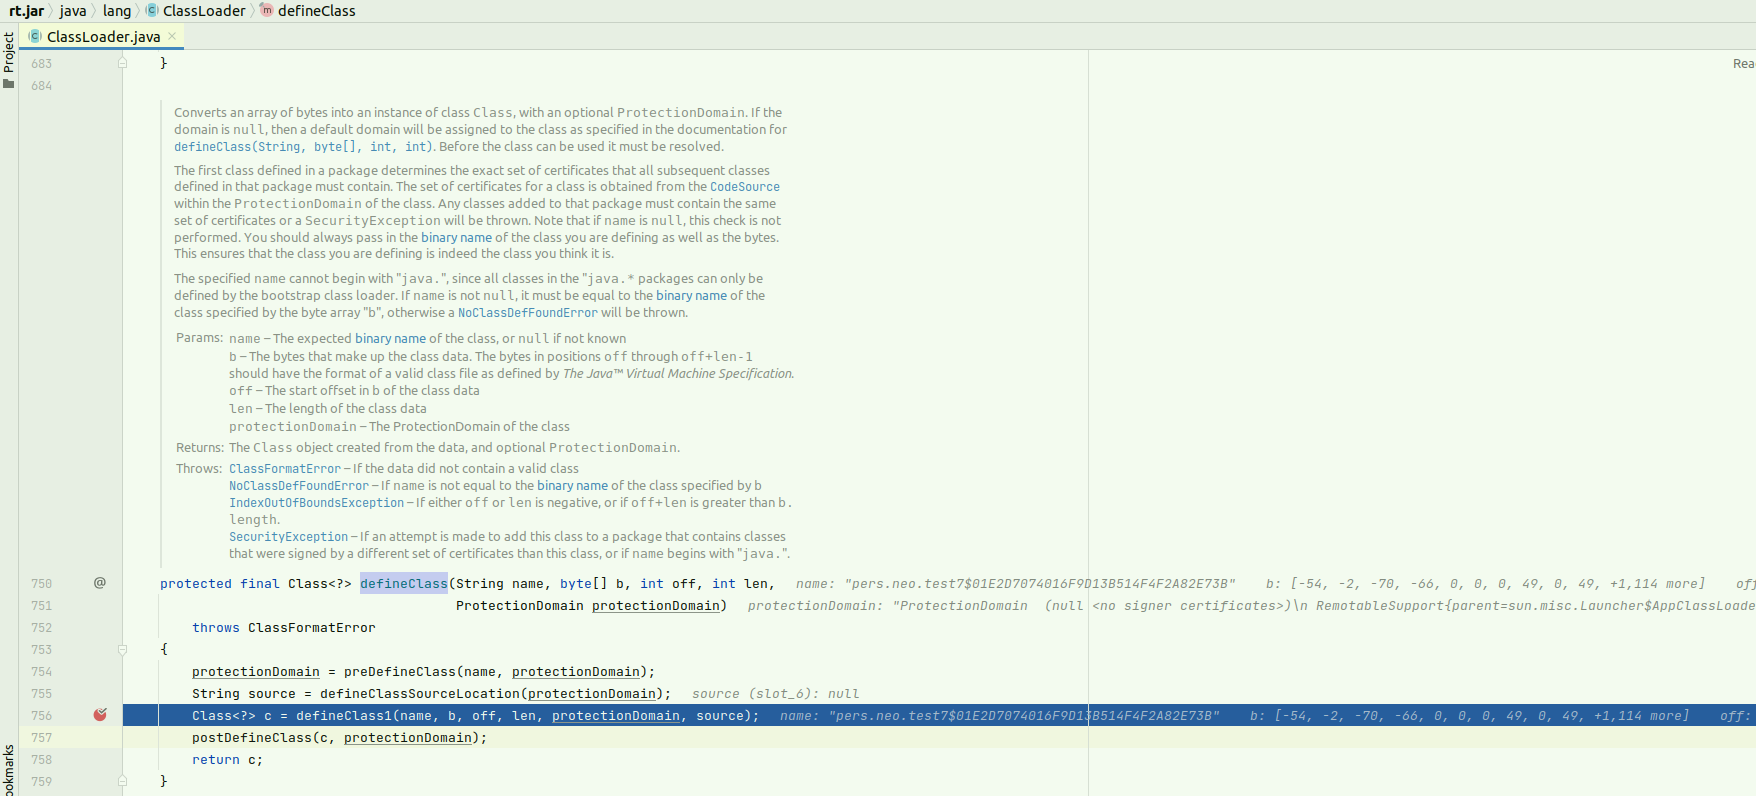 rt.jar 〉 java 〉 lang 〉 ClassLoader 〉 defineClass
ClassLoader.java ×
Project
683 }
Rea
684
Converts an array of bytes into an instance of class Class, with an optional ProtectionDomain. If the
domain is null, then a default domain will be assigned to the class as specified in the documentation for
defineClass(String, byte[], int, int). Before the class can be used it must be resolved.
The first class defined in a package determines the exact set of certificates that all subsequent classes
defined in that package must contain. The set of certificates for a class is obtained from the CodeSource
within the ProtectionDomain of the class. Any classes added to that package must contain the same
set of certificates or a SecurityException will be thrown. Note that if name is null, this check is not
performed. You should always pass in the binary name of the class you are defining as well as the bytes.
This ensures that the class you are defining is indeed the class you think it is.
The specified name cannot begin with "java.", since all classes in the "java.* packages can only be
defined by the bootstrap class loader. If name is not null, it must be equal to the binary name of the
class specified by the byte array "b", otherwise a NoClassDefFoundError will be thrown.
Params: name – The expected binary name of the class, or null if not known
b – The bytes that make up the class data. The bytes in positions off through off+len-1
should have the format of a valid class file as defined by The Java™ Virtual Machine Specification.
off – The start offset in b of the class data
len – The length of the class data
protectionDomain – The ProtectionDomain of the class
Returns: The Class object created from the data, and optional ProtectionDomain.
Throws: ClassFormatError – If the data did not contain a valid class
NoClassDefFoundError – If name is not equal to the binary name of the class specified by b
IndexOutOfBoundsException – If either off or len is negative, or if off+len is greater than b.
length.
SecurityException – If an attempt is made to add this class to a package that contains classes
that were signed by a different set of certificates than this class, or if name begins with "java.".
750 @ protected final Class<?> defineClass(String name, byte[] b, int off, int len, name: "pers.neo.test7$01E2D7074016F9D13B514F4F2A82E73B" b: [-54, -2, -70, -66, 0, 0, 0, 49, 0, 49, +1,114 more] off
751 ProtectionDomain protectionDomain) protectionDomain: "ProtectionDomain (null <no signer certificates>)\n RemotableSupport{parent=sun.misc.Launcher$AppClassLoade
752 throws ClassFormatError
753 {
754 protectionDomain = preDefineClass(name, protectionDomain);
755 String source = defineClassSourceLocation(protectionDomain); source (slot_6): null
756 Class<?> c = defineClass1(name, b, off, len, protectionDomain, source); name: "pers.neo.test7$01E2D7074016F9D13B514F4F2A82E73B" b: [-54, -2, -70, -66, 0, 0, 0, 49, 0, 49, +1,114 more] off:
757 postDefineClass(c, protectionDomain);
758 return c;
759 }
ookmarks